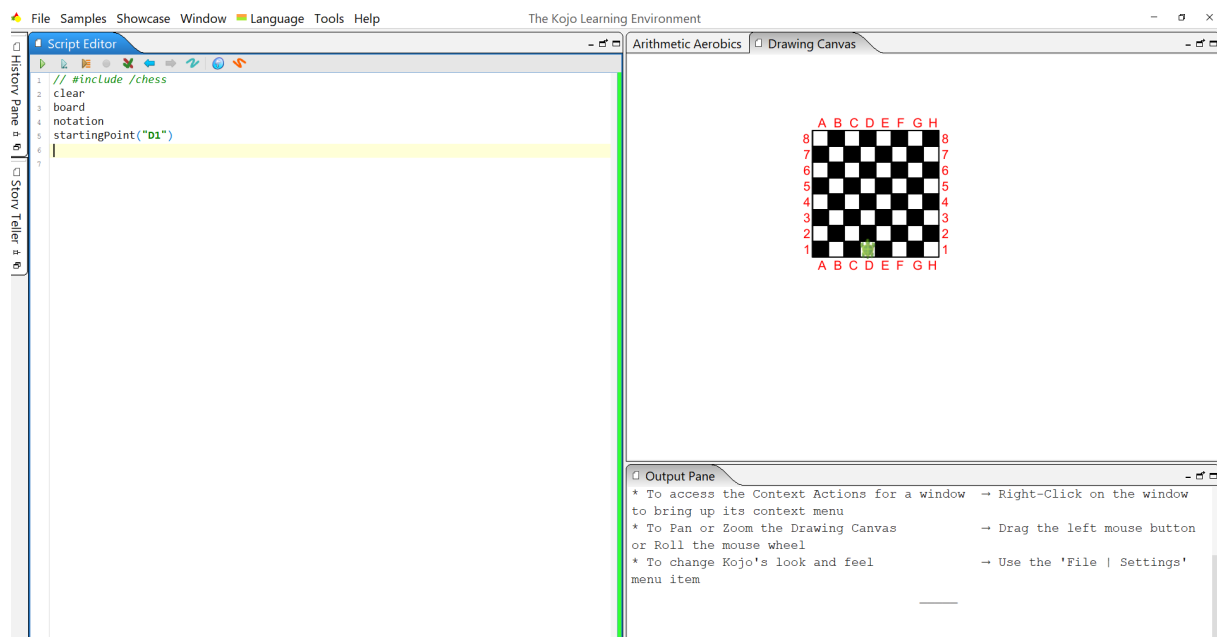 File Samples Showcase Window Language Tools Help The Kojo Learning Environment
History Pane
Story Teller
Script Editor
1 // #include /chess
2 clear
3 board
4 notation
5 startingPoint("D1")
6
7
Arithmetic Aerobics Drawing Canvas
A B C D E F G H
8 8
7 7
6 6
5 5
4 4
3 3
2 2
1 1
A B C D E F G H
Output Pane
* To access the Context Actions for a window → Right-Click on the window
to bring up its context menu
* To Pan or Zoom the Drawing Canvas → Drag the left mouse button
or Roll the mouse wheel
* To change Kojo's look and feel → Use the 'File | Settings'
menu item